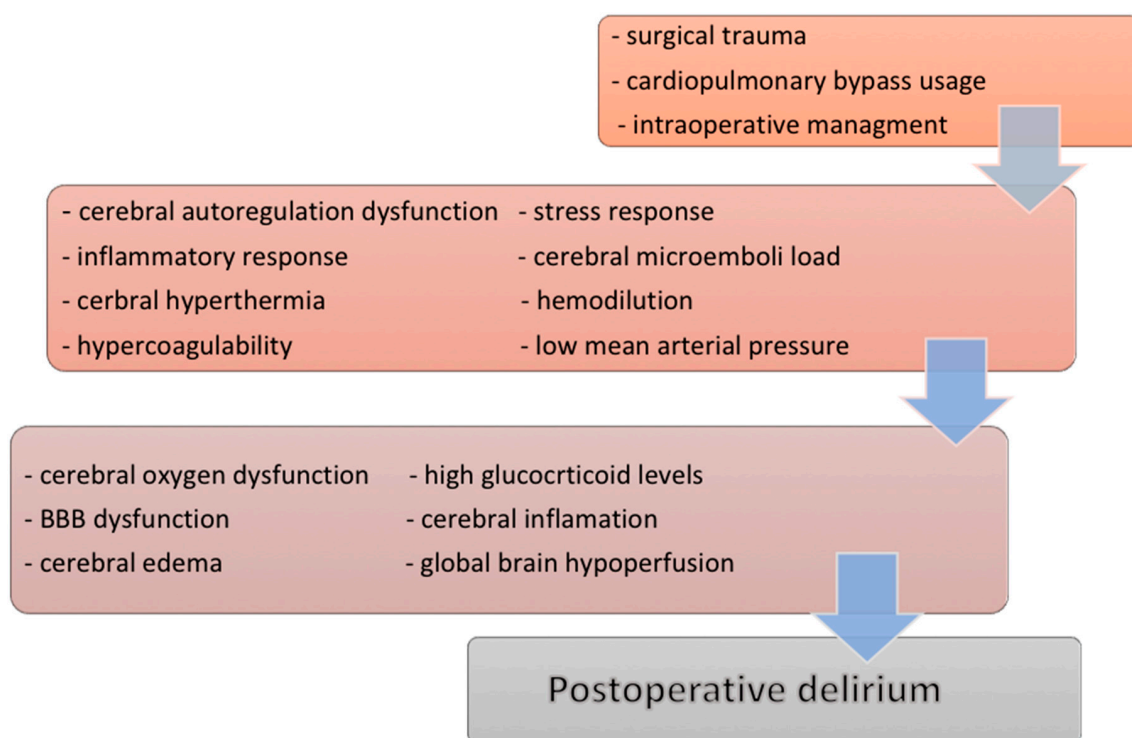 - surgical trauma
- cardiopulmonary bypass usage
- intraoperative managment
- cerebral autoregulation dysfunction
- inflammatory response
- cerbral hyperthermia
- hypercoagulability
- stress response
- cerebral microemboli load
- hemodilution
- low mean arterial pressure
- cerebral oxygen dysfunction
- BBB dysfunction
- cerebral edema
- high glucocrticoid levels
- cerebral inflamation
- global brain hypoperfusion
Postoperative delirium